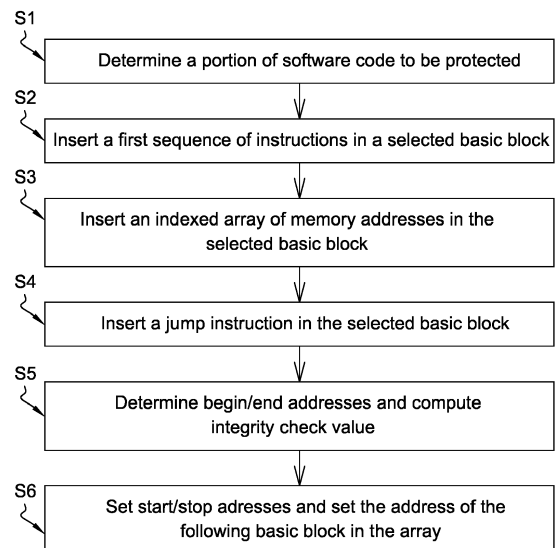 S1
Determine a portion of software code to be protected
S2
Insert a first sequence of instructions in a selected basic block
S3
Insert an indexed array of memory addresses in the
selected basic block
S4
Insert a jump instruction in the selected basic block
S5
Determine begin/end addresses and compute
integrity check value
S6
Set start/stop adresses and set the address of the
following basic block in the array